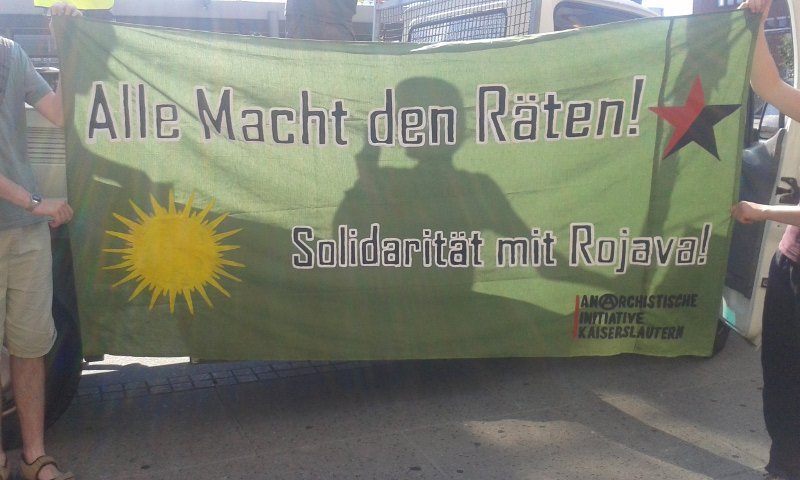 Alle Macht den Räten!
Solidarität mit Rojava!
ANARCHISTISCHE
INITIATIVE
KAISERSLAUTERN